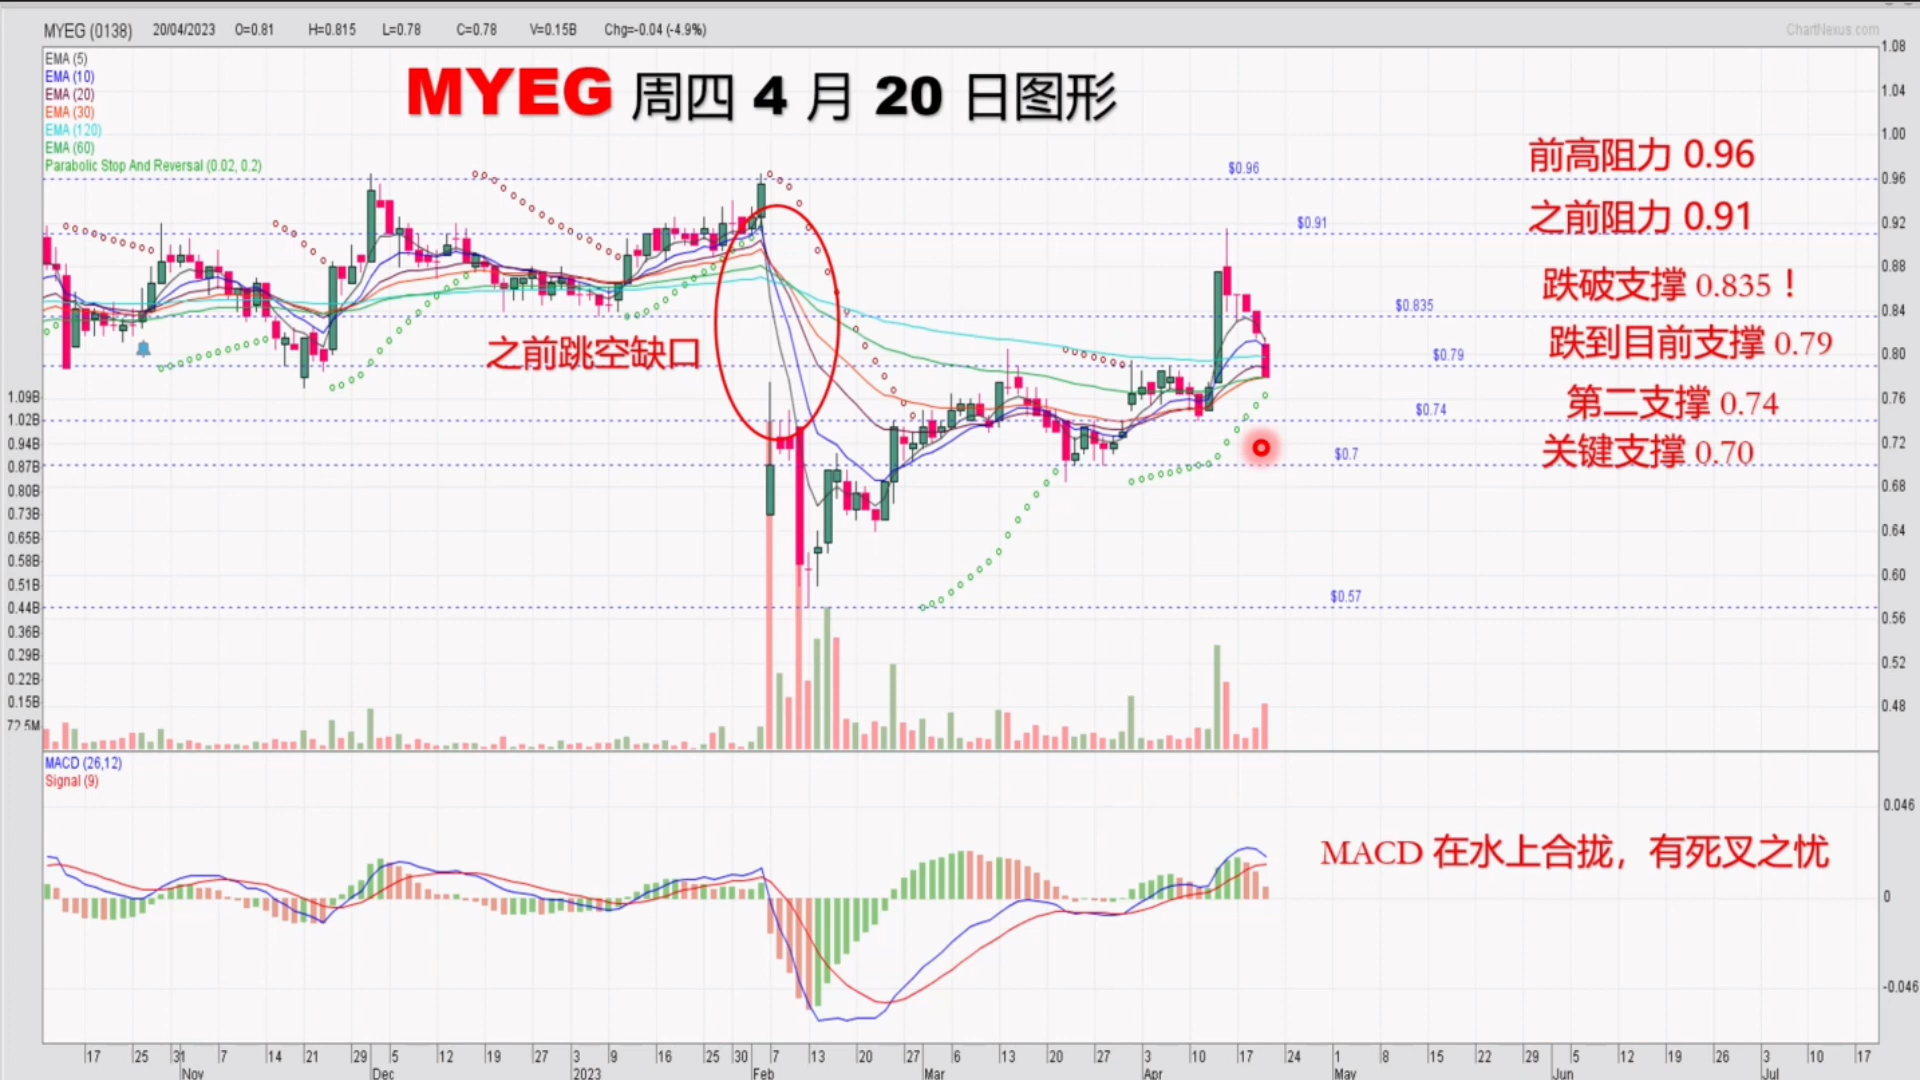 MYEG (0138) 20/04/2023 O=0.81 H=0.815 L=0.78 C=0.78 V=0.15B Chg=-0.04 (-4.9%)
ChartNexus.com
EMA (5)
EMA (10)
EMA (20)
EMA (30)
EMA (120)
EMA (60)
Parabolic Stop And Reversal (0.02, 0.2)
MYEG 周四 4 月 20 日图形
前高阻力 0.96
之前阻力 0.91
跌破支撑 0.835！
跌到目前支撑 0.79
第二支撑 0.74
关键支撑 0.70
之前跳空缺口
$0.96
$0.91
$0.835
$0.79
$0.74
$0.7
$0.57
1.08
1.04
1.00
0.96
0.92
0.88
0.84
0.80
0.76
0.72
0.68
0.64
0.60
0.56
0.52
0.48
1.09B
1.02B
0.94B
0.87B
0.80B
0.73B
0.65B
0.58B
0.51B
0.44B
0.36B
0.29B
0.22B
0.15B
72.5M
MACD (26,12)
Signal (9)
MACD 在水上合拢，有死叉之忧
0.046
0
-0.046
17 25 31 7 14 21 29 5 12 19 27 3 9 16 25 30 7 13 20 27 6 13 20 27 3 10 17 24 1 8 15 22 29 5 12 19 26 3 10 17
Nov Dec 2023 Feb Mar Apr May Jun Jul